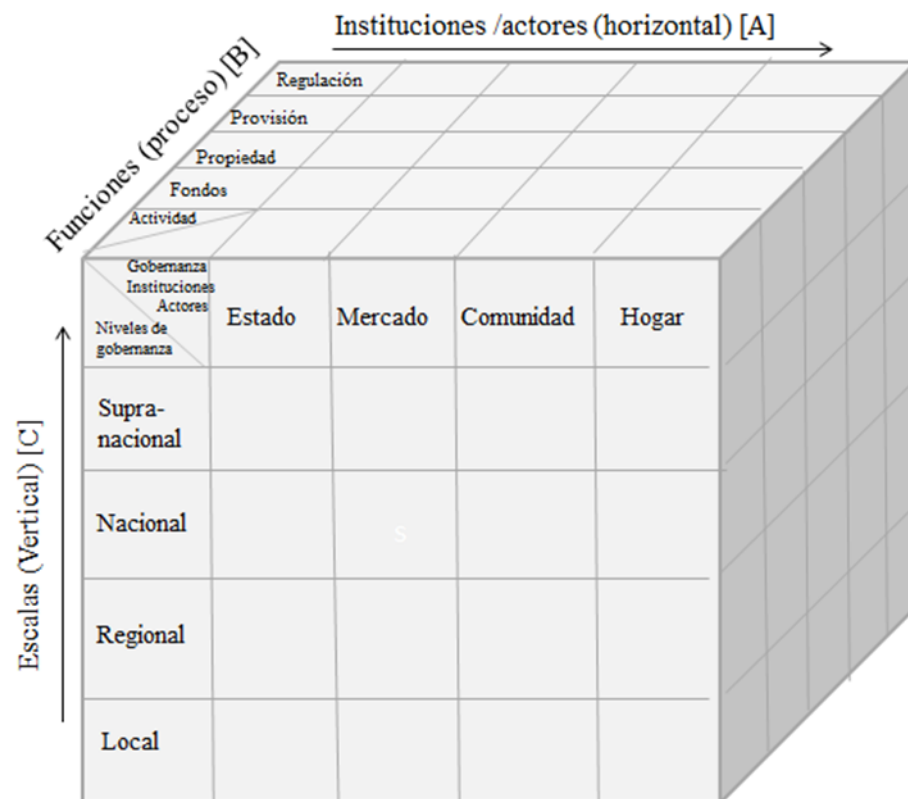 Instituciones /actores (horizontal) [A]
Funciones (proceso) [B]
Regulación
Provisión
Propiedad
Fondos
Actividad
Gobernanza
Instituciones
Actores
Niveles de
gobernanza
Estado
Mercado
Comunidad
Hogar
Escalas (Vertical) [C]
Supra-
nacional
Nacional
S
Regional
Local